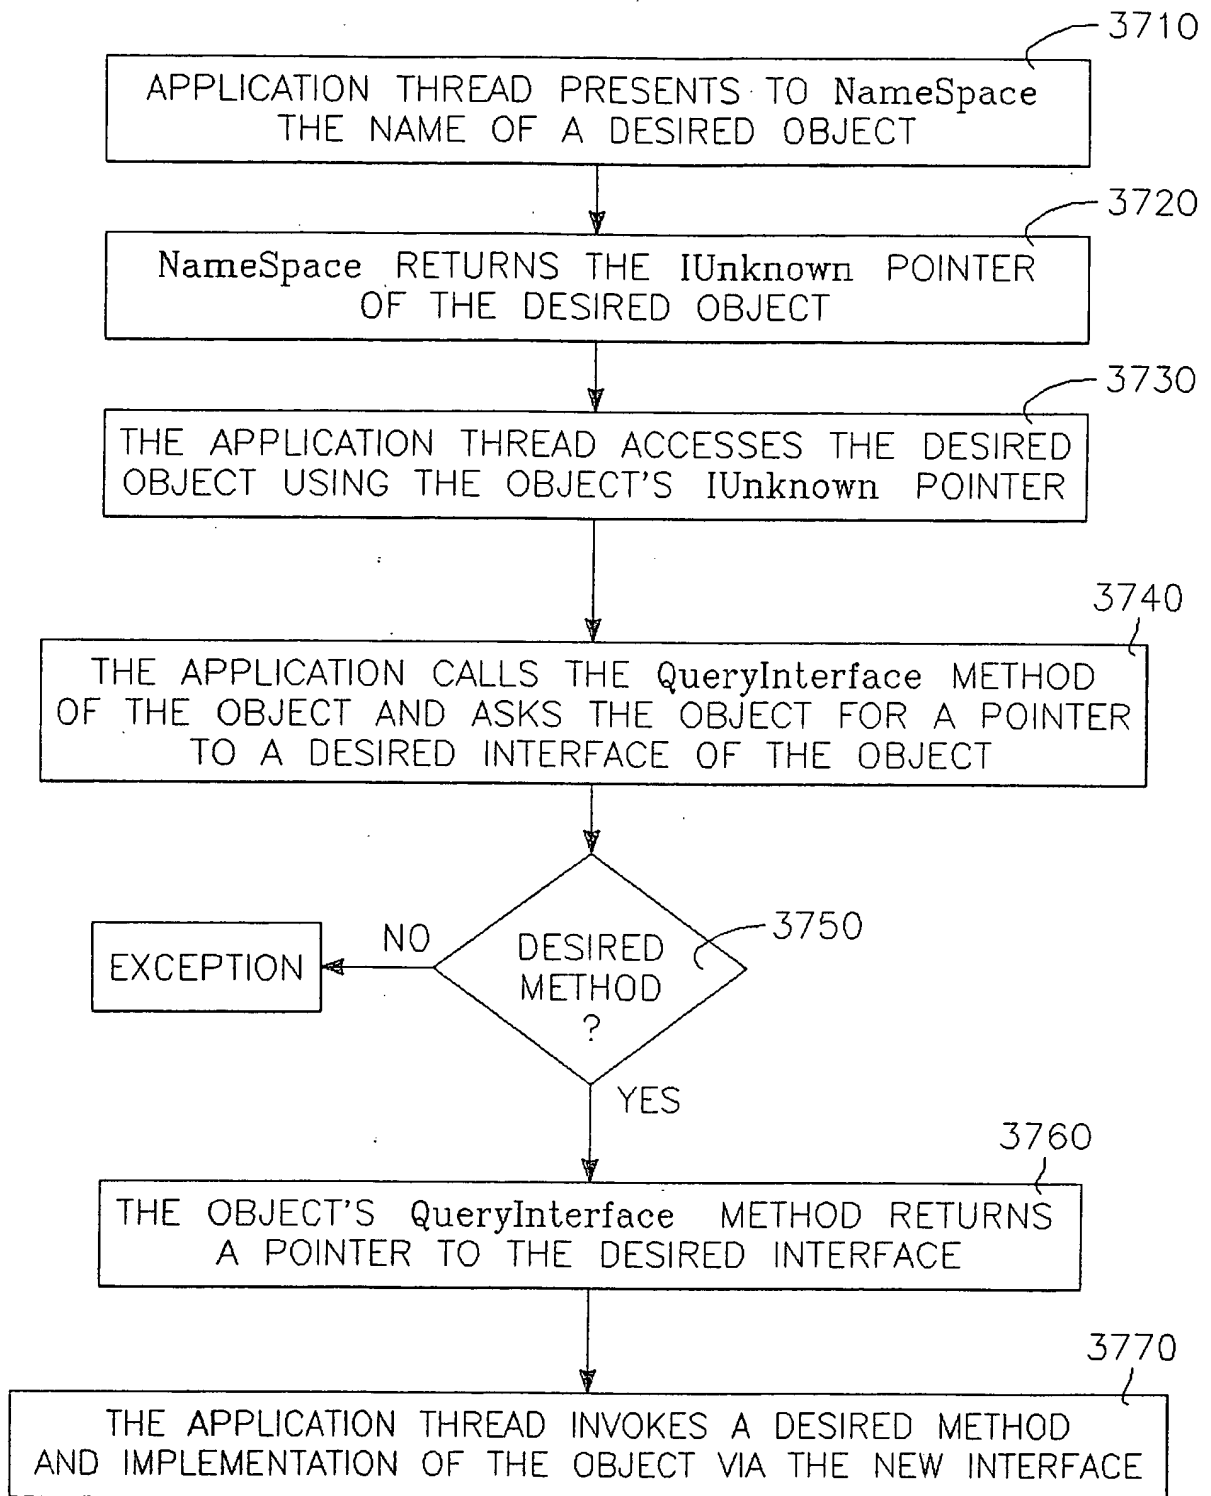 3710
APPLICATION THREAD PRESENTS TO NameSpace
THE NAME OF A DESIRED OBJECT
3720
NameSpace RETURNS THE IUnknown POINTER
OF THE DESIRED OBJECT
3730
THE APPLICATION THREAD ACCESSES THE DESIRED
OBJECT USING THE OBJECT'S IUnknown POINTER
3740
THE APPLICATION CALLS THE QueryInterface METHOD
OF THE OBJECT AND ASKS THE OBJECT FOR A POINTER
TO A DESIRED INTERFACE OF THE OBJECT
3750
NO
EXCEPTION
DESIRED
METHOD
?
YES
3760
THE OBJECT'S QueryInterface METHOD RETURNS
A POINTER TO THE DESIRED INTERFACE
3770
THE APPLICATION THREAD INVOKES A DESIRED METHOD
AND IMPLEMENTATION OF THE OBJECT VIA THE NEW INTERFACE